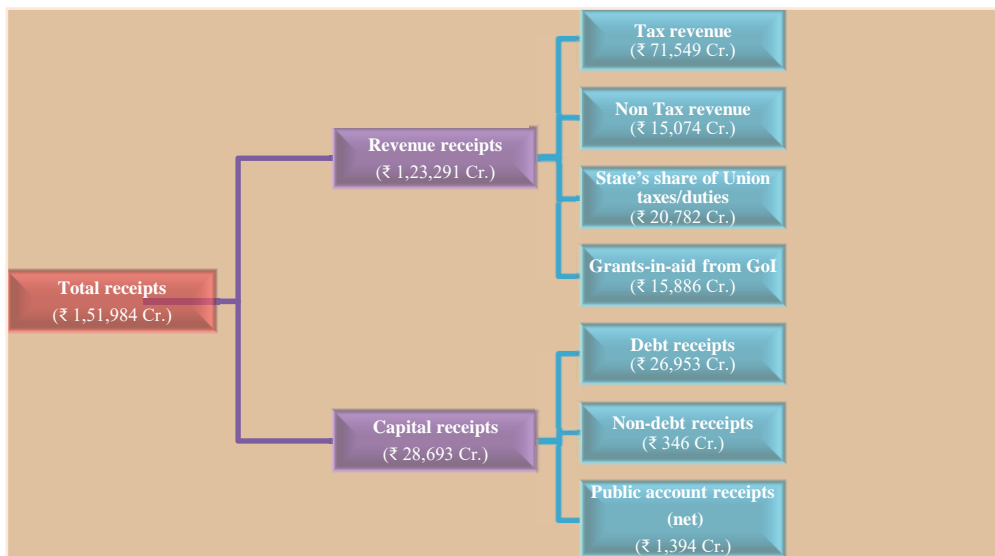 Tax revenue
(₹ 71,549 Cr.)
Non Tax revenue
(₹ 15,074 Cr.)
Revenue receipts
(₹ 1,23,291 Cr.)
State's share of Union
taxes/duties
(₹ 20,782 Cr.)
Grants-in-aid from GoI
(₹ 15,886 Cr.)
Total receipts
(₹ 1,51,984 Cr.)
Debt receipts
(₹ 26,953 Cr.)
Capital receipts
(₹ 28,693 Cr.)
Non-debt receipts
(₹ 346 Cr.)
Public account receipts
(net)
(₹ 1,394 Cr.)